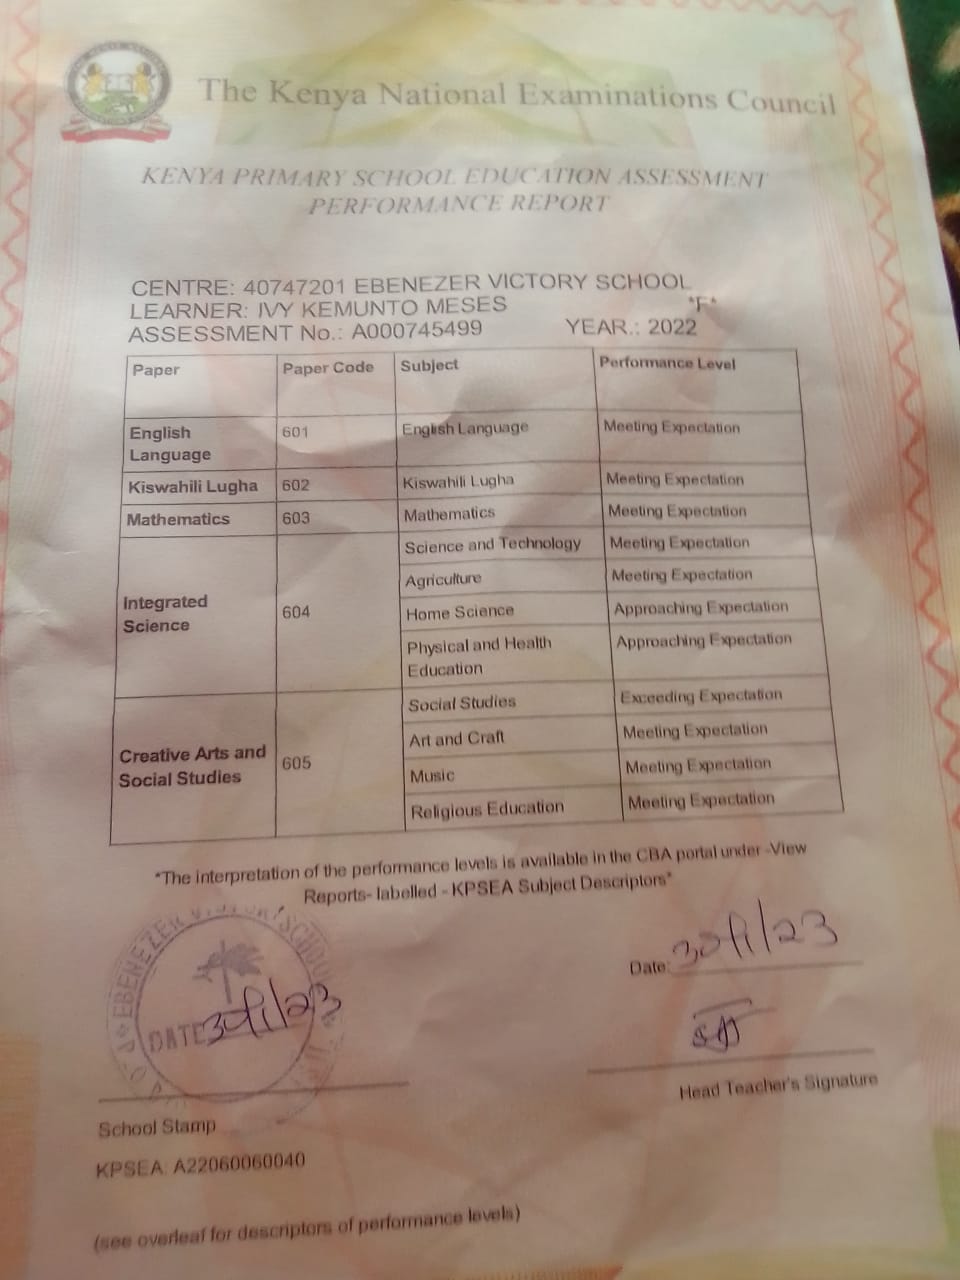 The Kenya National Examinations Council
KENYA PRIMARY SCHOOL EDUCATION ASSESSMENT
PERFORMANCE REPORT
CENTRE: 40747201 EBENEZER VICTORY SCHOOL
LEARNER: IVY KEMUNTO MESES *F*
ASSESSMENT No.: A000745499 YEAR.: 2022
Paper Paper Code Subject Performance Level
English Language 601 English Language Meeting Expectation
Kiswahili Lugha 602 Kiswahili Lugha Meeting Expectation
Mathematics 603 Mathematics Meeting Expectation
Integrated Science 604 Science and Technology Meeting Expectation
Agriculture Meeting Expectation
Home Science Approaching Expectation
Physical and Health Education Approaching Expectation
Creative Arts and Social Studies 605 Social Studies Exceeding Expectation
Art and Craft Meeting Expectation
Music Meeting Expectation
Religious Education Meeting Expectation
*The interpretation of the performance levels is available in the CBA portal under -View
Reports- labelled - KPSEA Subject Descriptors*
EBENEZER VICTORY SCHOOL
DATE 30/1/23
Date: 30/1/23
Head Teacher's Signature
School Stamp
KPSEA: A22060060040
(see overleaf for descriptors of performance levels)